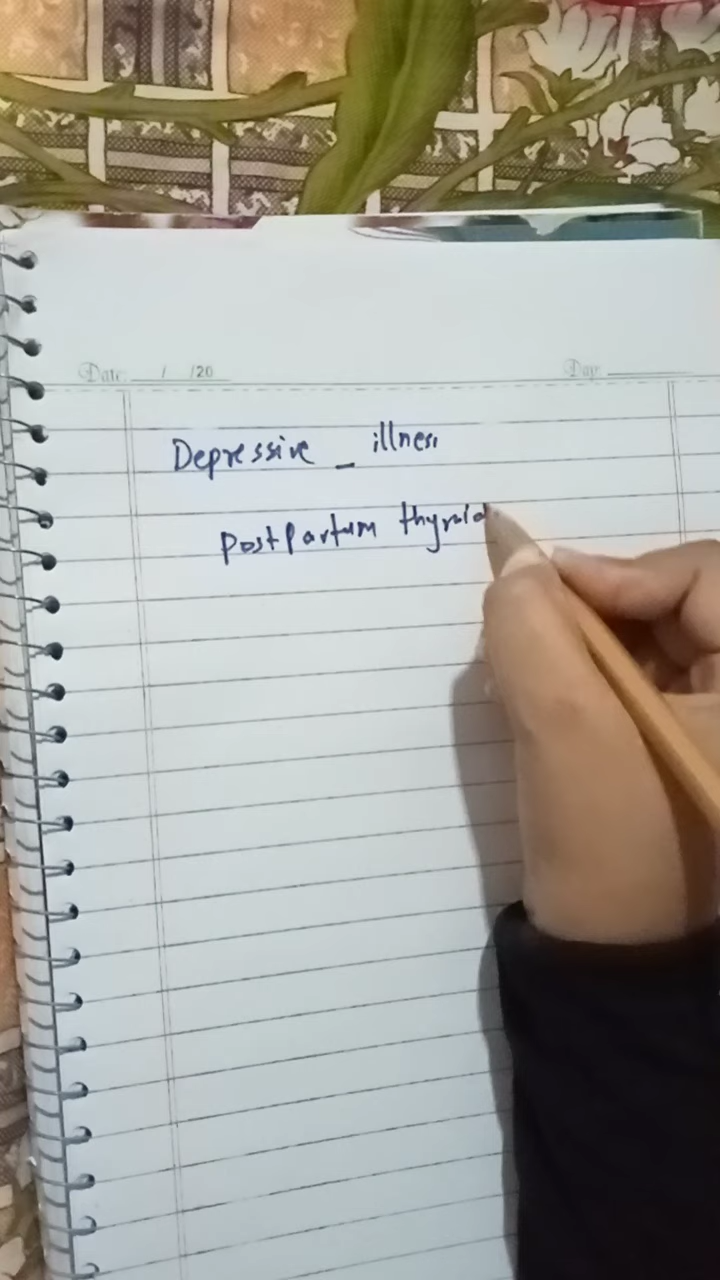 Date: / /20 Day:
Depressive _ illness
Postpartum thyroid